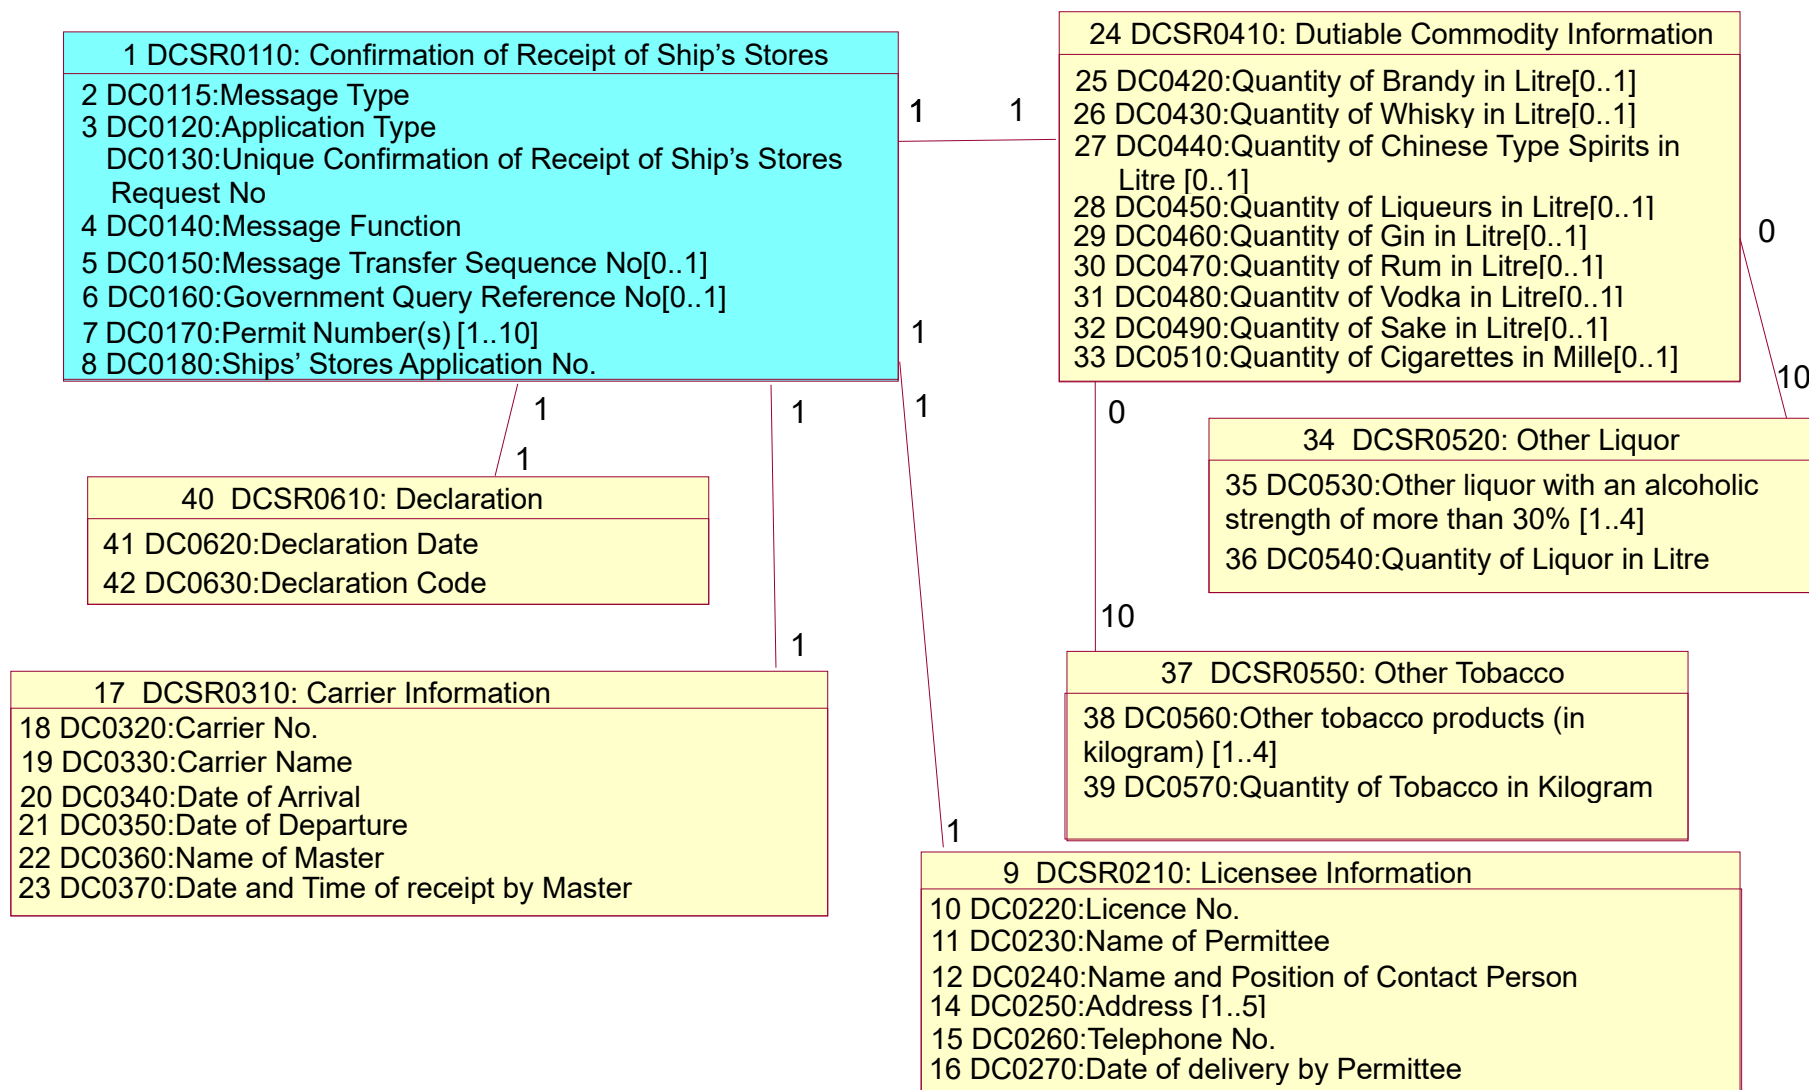 1 DCSR0110: Confirmation of Receipt of Ship's Stores
2 DC0115:Message Type
3 DC0120:Application Type
DC0130:Unique Confirmation of Receipt of Ship's Stores
Request No
4 DC0140:Message Function
5 DC0150:Message Transfer Sequence No[0..1]
6 DC0160:Government Query Reference No[0..1]
7 DC0170:Permit Number(s) [1..10]
8 DC0180:Ships' Stores Application No.
1
1
24 DCSR0410: Dutiable Commodity Information
25 DC0420:Quantity of Brandy in Litre[0..1]
26 DC0430:Quantity of Whisky in Litre[0..1]
27 DC0440:Quantity of Chinese Type Spirits in
Litre [0..1]
28 DC0450:Quantity of Liqueurs in Litre[0..1]
29 DC0460:Quantity of Gin in Litre[0..1]
30 DC0470:Quantity of Rum in Litre[0..1]
31 DC0480:Quantity of Vodka in Litre[0..1]
32 DC0490:Quantity of Sake in Litre[0..1]
33 DC0510:Quantity of Cigarettes in Mille[0..1]
0
10
1
1
1
1
0
1
34 DCSR0520: Other Liquor
35 DC0530:Other liquor with an alcoholic
strength of more than 30% [1..4]
36 DC0540:Quantity of Liquor in Litre
40 DCSR0610: Declaration
41 DC0620:Declaration Date
42 DC0630:Declaration Code
1
10
17 DCSR0310: Carrier Information
18 DC0320:Carrier No.
19 DC0330:Carrier Name
20 DC0340:Date of Arrival
21 DC0350:Date of Departure
22 DC0360:Name of Master
23 DC0370:Date and Time of receipt by Master
37 DCSR0550: Other Tobacco
38 DC0560:Other tobacco products (in
kilogram) [1..4]
39 DC0570:Quantity of Tobacco in Kilogram
1
9 DCSR0210: Licensee Information
10 DC0220:Licence No.
11 DC0230:Name of Permittee
12 DC0240:Name and Position of Contact Person
14 DC0250:Address [1..5]
15 DC0260:Telephone No.
16 DC0270:Date of delivery by Permittee